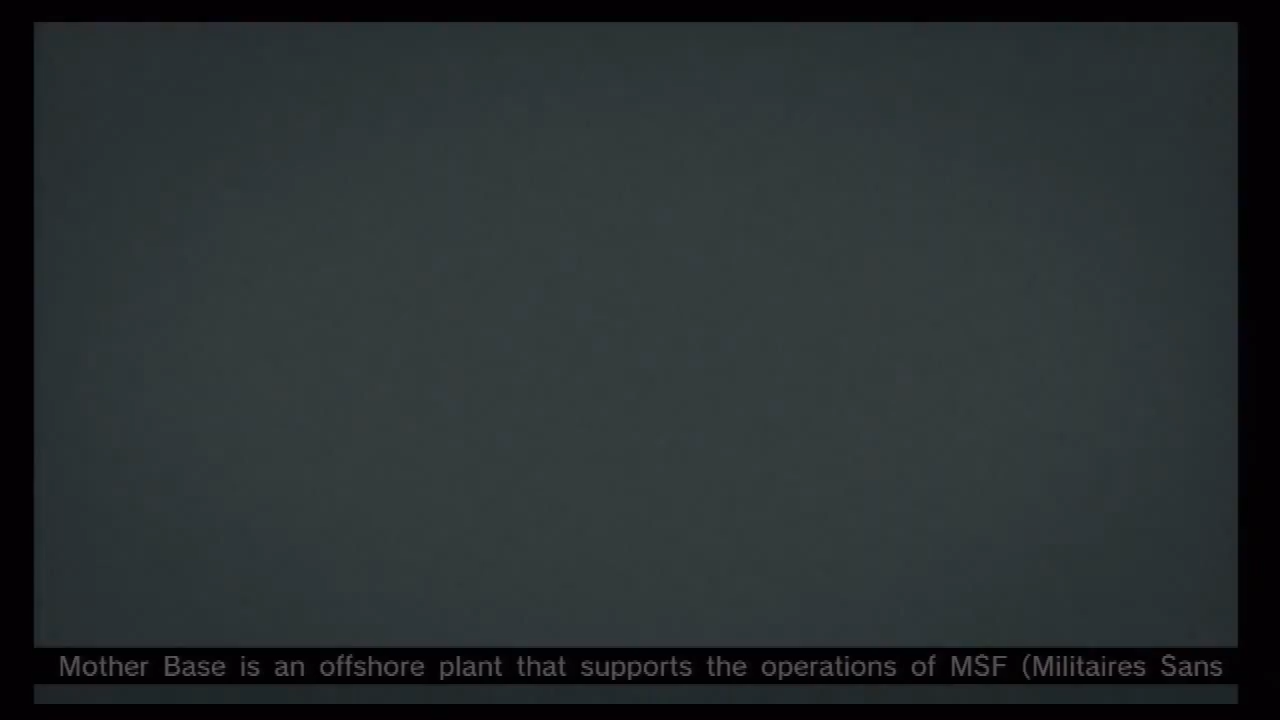 Mother Base is an offshore plant that supports the operations of MSF (Militaires Sans